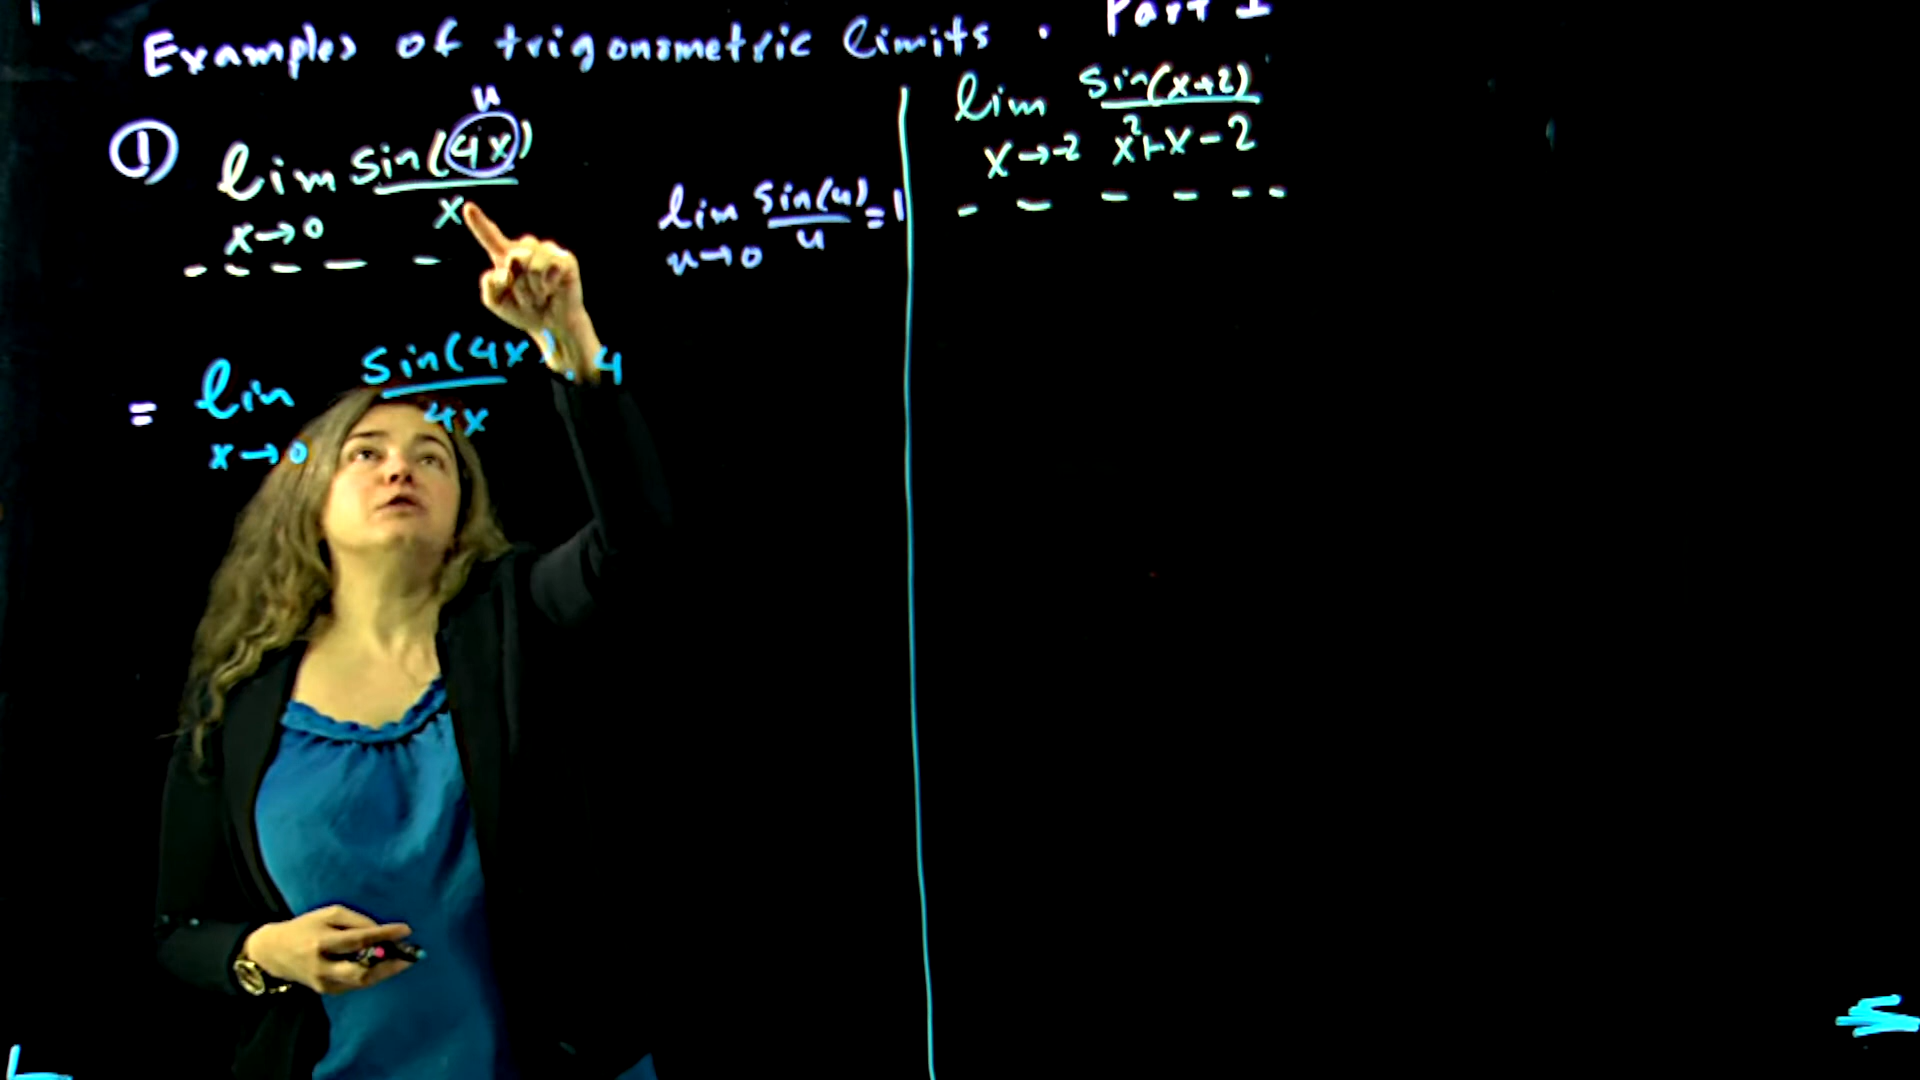 Examples of trigonometric limits. Part I
① lim sin(4x) / x
u
x→0
lim sin(u) / u = 1
u→0
= lim sin(4x) / 4x . 4
x→0
lim sin(x+2) / x²+x-2
x→-2